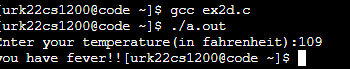 [urk22cs1200@code ~]$ gcc ex2d.c
[urk22cs1200@code ~]$ ./a.out
Enter your temperature(in fahrenheit):109
you have fever!![urk22cs1200@code ~]$